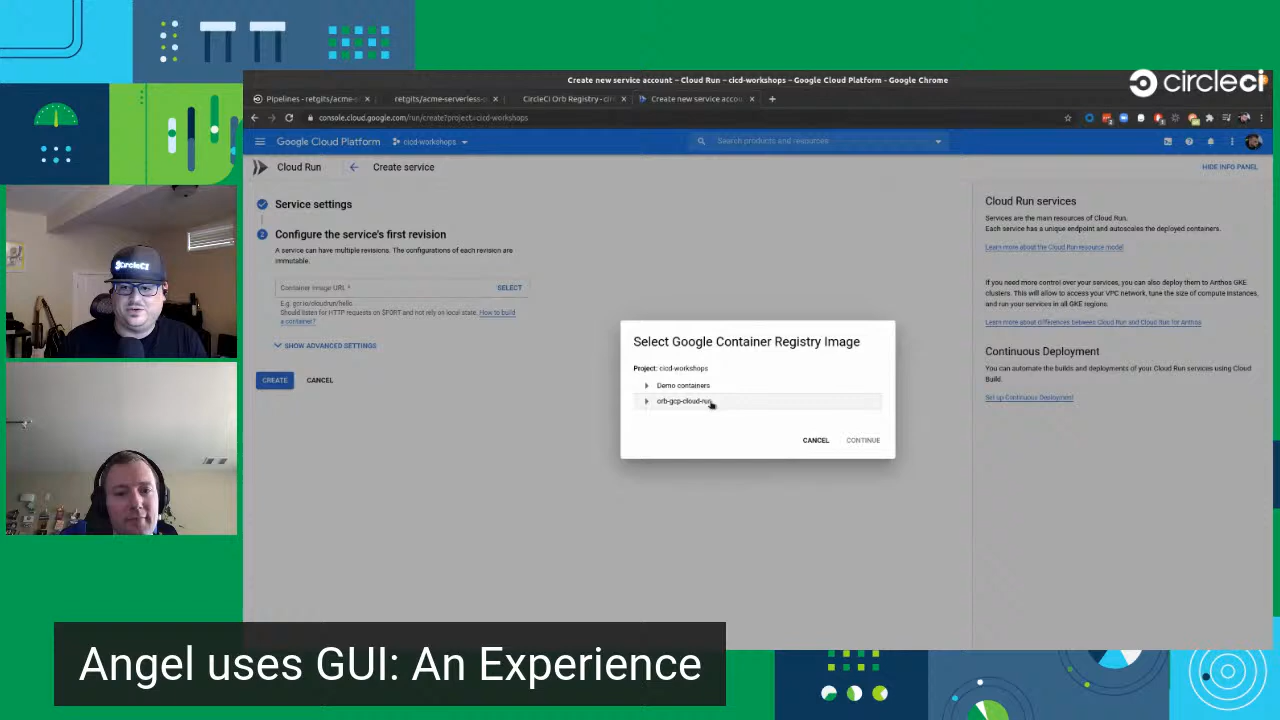 Create new service account – Cloud Run – cicd-workshops – Google Cloud Platform - Google Chrome
circleci
Pipelines - retgits/acme-s
retgits/acme-serverless-
CircleCI Orb Registry - cir
Create new service accou
console.cloud.google.com/run/create?project=cicd-workshops
Google Cloud Platform
cicd-workshops
Search products and resources
Cloud Run
Create service
HIDE INFO PANEL
Service settings
2
Configure the service's first revision
A service can have multiple revisions. The configurations of each revision are
immutable.
Container image URL *
SELECT
E.g. gcr.io/cloudrun/hello
Should listen for HTTP requests on $PORT and not rely on local state. How to build
a container?
SHOW ADVANCED SETTINGS
CREATE
CANCEL
Select Google Container Registry Image
Project: cicd-workshops
Demo containers
orb-gcp-cloud-run
CANCEL
CONTINUE
Cloud Run services
Services are the main resources of Cloud Run.
Each service has a unique endpoint and autoscales the deployed containers.
Learn more about the Cloud Run resource model
If you need more control over your services, you can also deploy them to Anthos GKE
clusters. This will allow to access your VPC network, tune the size of compute instances,
and run your services in all GKE regions.
Learn more about differences between Cloud Run and Cloud Run for Anthos
Continuous Deployment
You can automate the builds and deployments of your Cloud Run services using Cloud
Build.
Set up Continuous Deployment
circleci
Angel uses GUI: An Experience